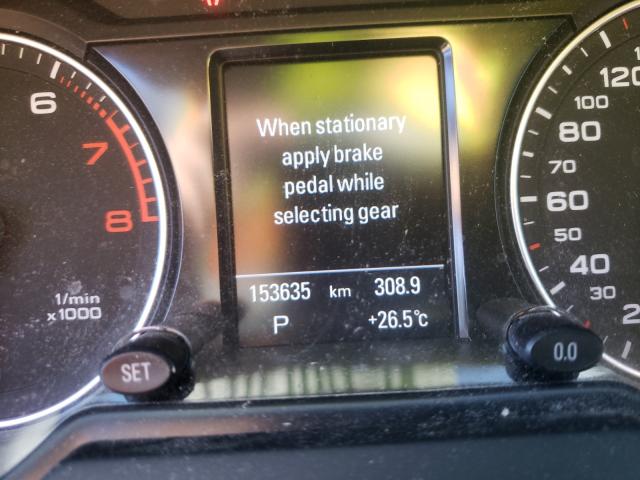 6
7
8
1/min
x1000
When stationary
apply brake
pedal while
selecting gear
153635 km 308.9
P +26.5°c
SET
0.0
120
100
80
70
60
50
40
30